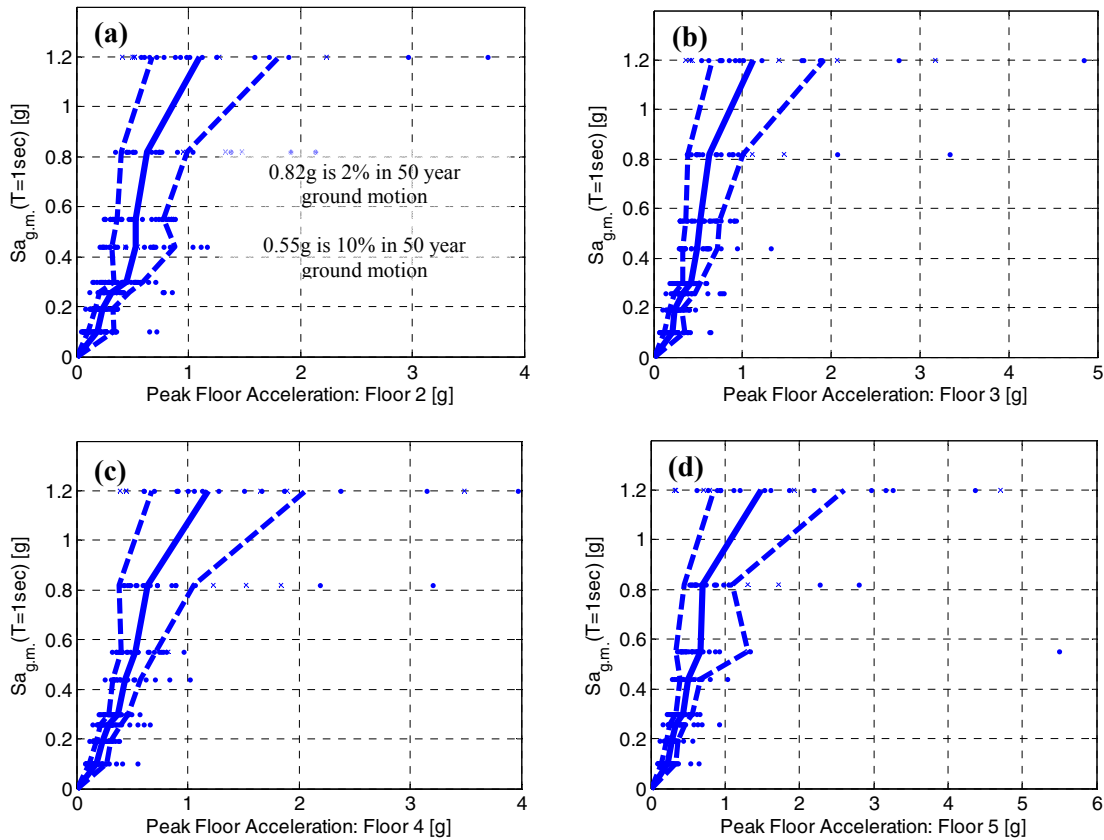 (a)
1.2
1
0.8
0.6
0.4
0.2
0
0 1 2 3 4
Sa g.m. (T=1sec) [g]
Peak Floor Acceleration: Floor 2 [g]
0.82g is 2% in 50 year
ground motion
0.55g is 10% in 50 year
ground motion
(b)
1.2
1
0.8
0.6
0.4
0.2
0
0 1 2 3 4 5
Sa g.m. (T=1sec) [g]
Peak Floor Acceleration: Floor 3 [g]
(c)
1.2
1
0.8
0.6
0.4
0.2
0
0 1 2 3 4
Sa g.m. (T=1sec) [g]
Peak Floor Acceleration: Floor 4 [g]
(d)
1.2
1
0.8
0.6
0.4
0.2
0
0 1 2 3 4 5 6
Sa g.m. (T=1sec) [g]
Peak Floor Acceleration: Floor 5 [g]